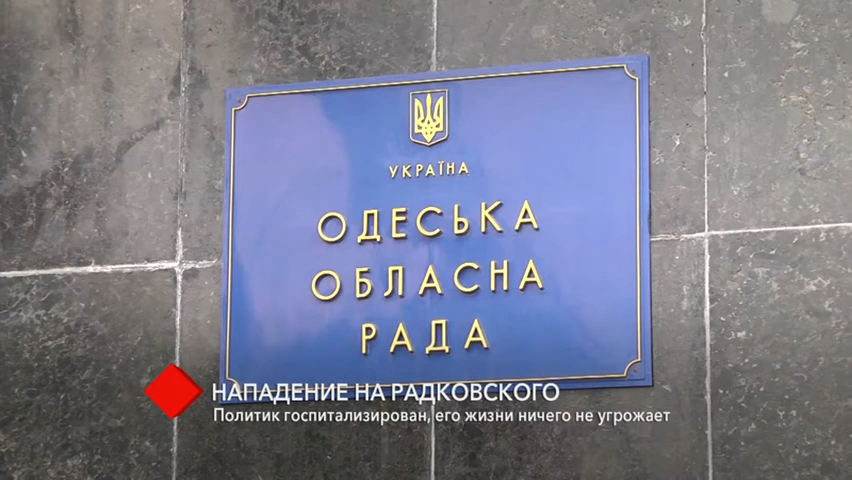 УКРАЇНА
ОДЕСЬКА
ОБЛАСНА
РАДА
НАПАДЕНИЕ НА РАДКОВСКОГО
Политик госпитализирован, его жизни ничего не угрожает